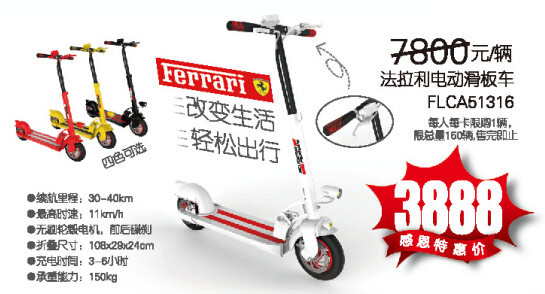 7800元/辆
法拉利电动滑板车
FLCA51316
每人每卡限购1辆,
限总量160辆,售完即止
Ferrari
改变生活
轻松出行
四色可选
●续航里程：30-40km
●最高时速：11km/h
●无刷轮毂电机，前后碟刹
●折叠尺寸：108x29x24cm
●充电时间：3-6小时
●承重能力：150kg
3888
感恩特惠价